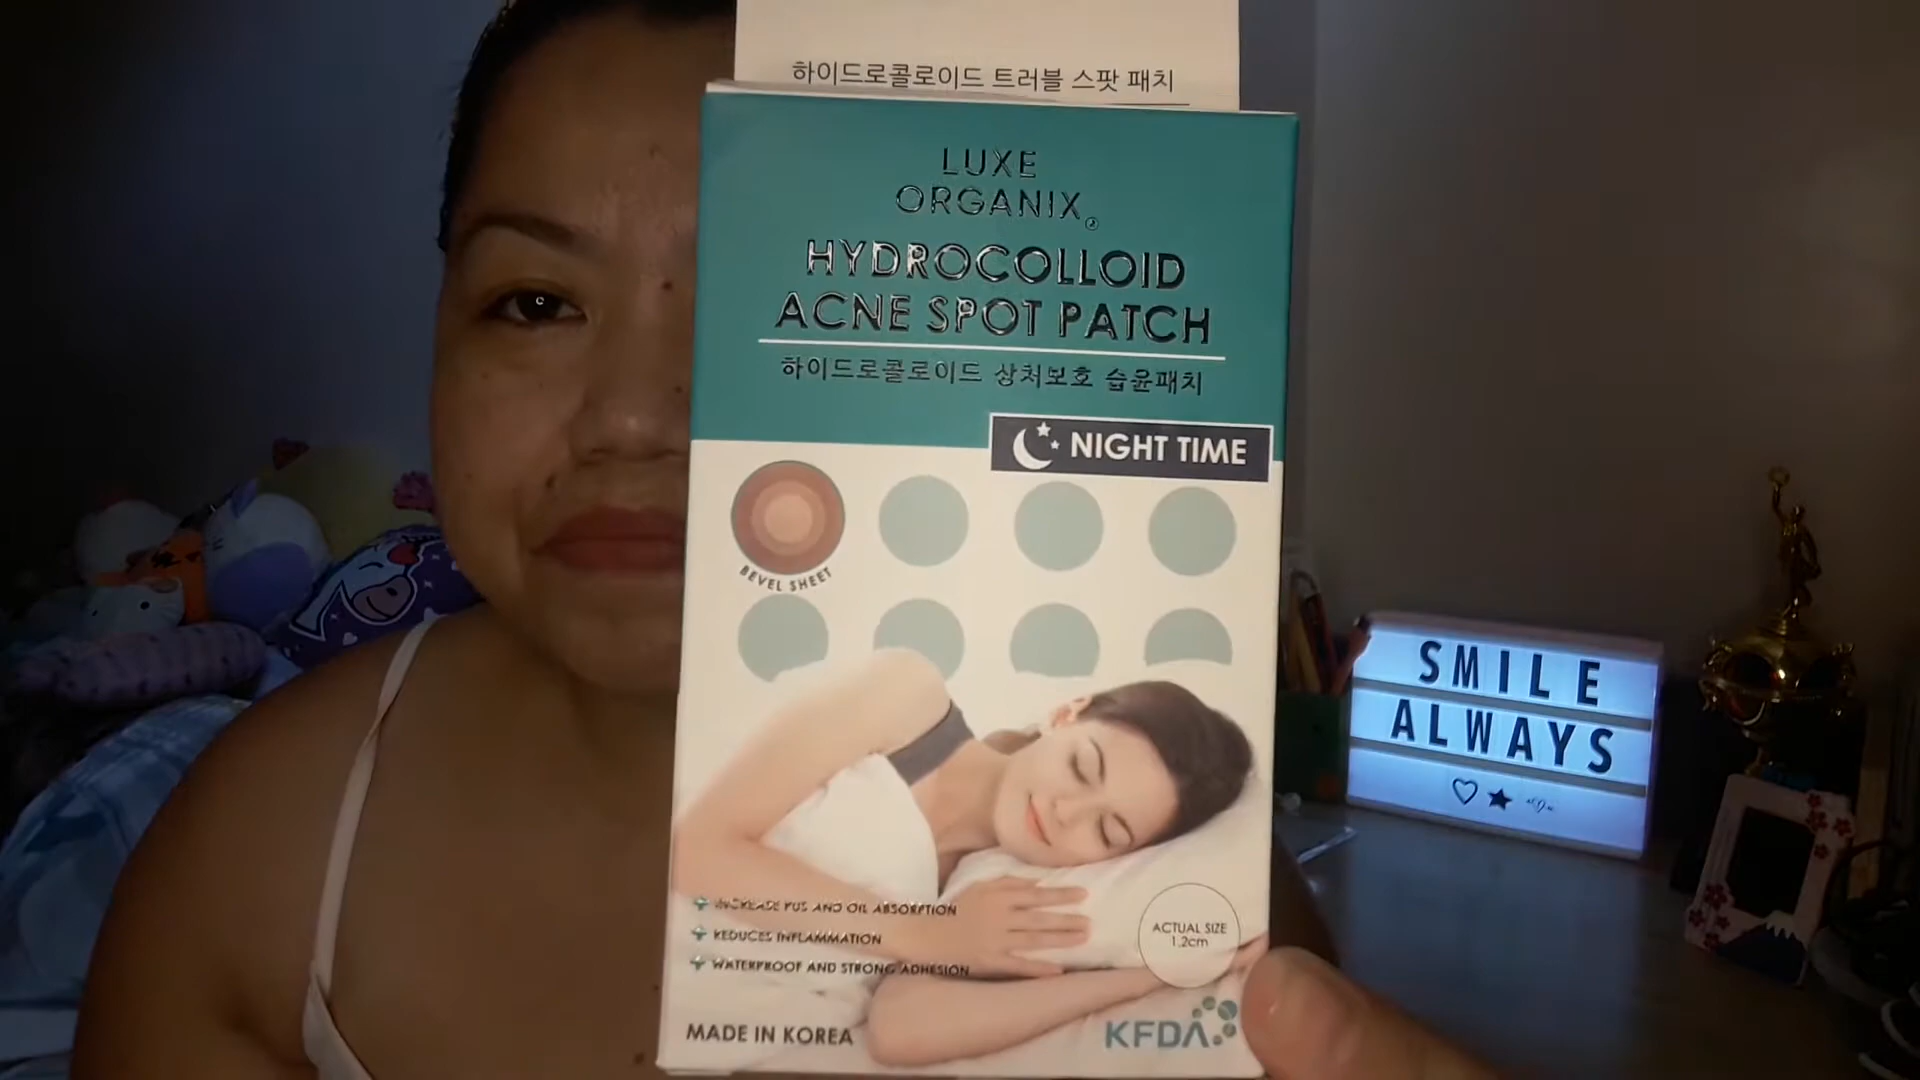 하이드로콜로이드 트러블 스팟 패치
LUXE
ORGANIX®
HYDROCOLLOID
ACNE SPOT PATCH
하이드로콜로이드 상처보호 습윤패치
NIGHT TIME
BEVEL SHEET
INCREASE PUS AND OIL ABSORPTION
REDUCES INFLAMMATION
WATERPROOF AND STRONG ADHESION
ACTUAL SIZE
1.2cm
MADE IN KOREA
KFDA
SMILE
ALWAYS